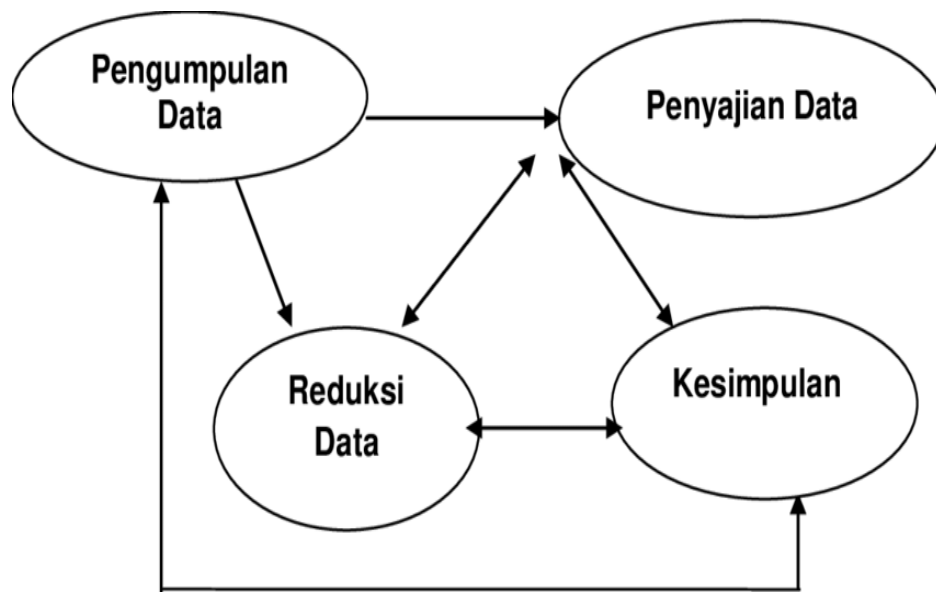 Pengumpulan
Data
Penyajian Data
Reduksi
Data
Kesimpulan